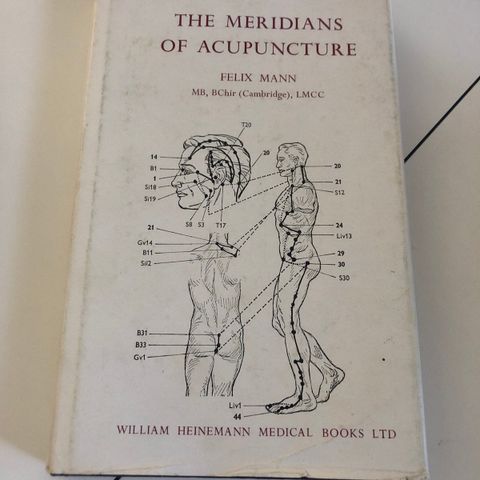 THE MERIDIANS
OF ACUPUNCTURE
FELIX MANN
MB, BChir (Cambridge), LMCC
T20
14
20
B1
1
Si18
Si19
S8
S3
T17
20
21
S12
21
Gv14
B11
Si12
24
Liv13
29
30
S30
B31
B33
Gv1
Liv1
44
WILLIAM HEINEMANN MEDICAL BOOKS LTD